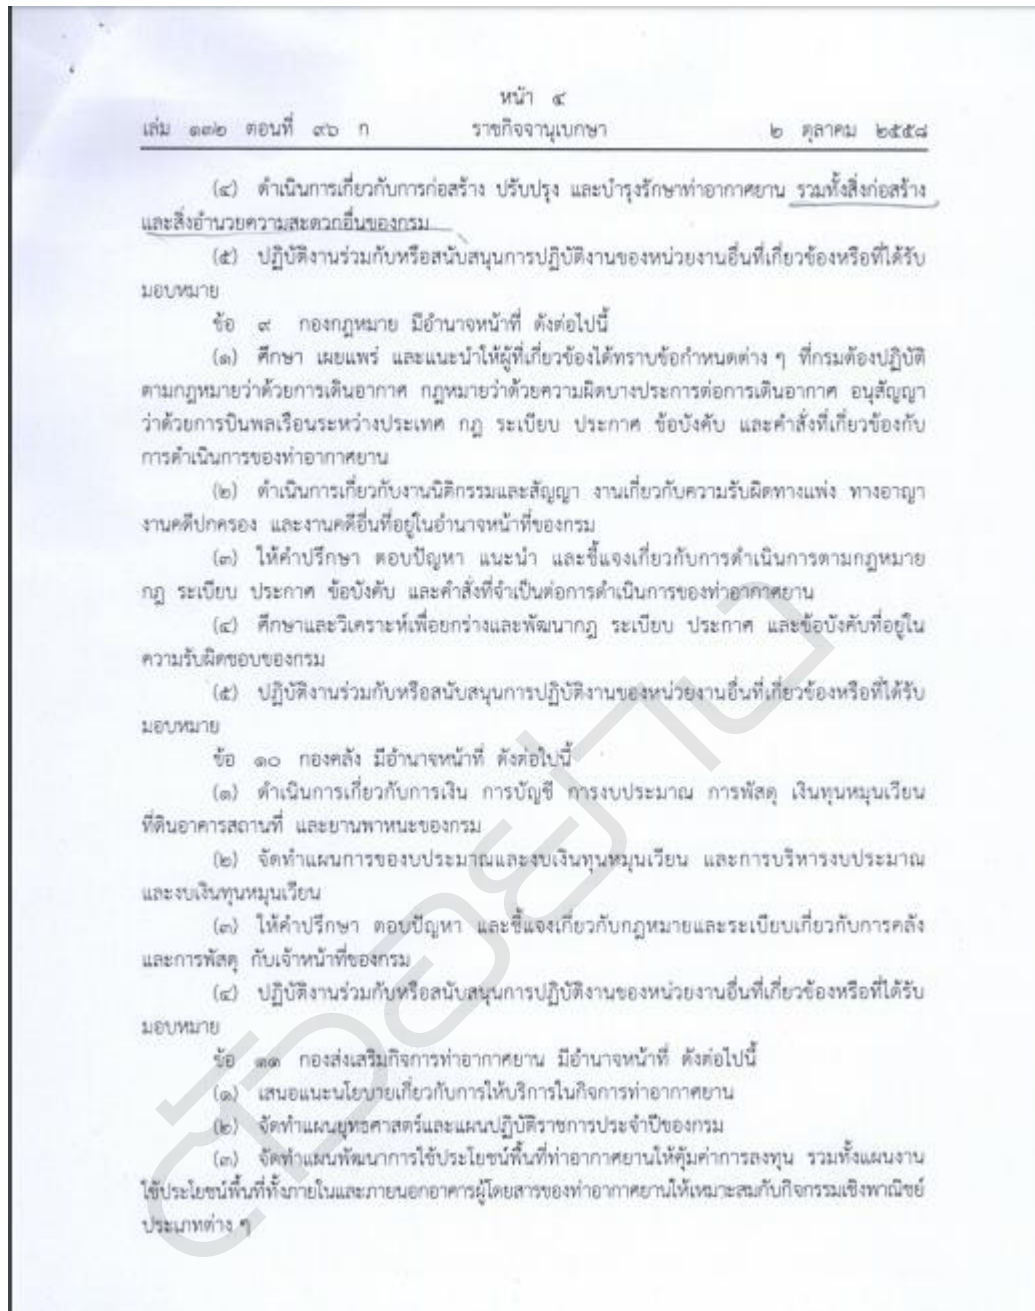 หน้า ๕
เล่ม ๑๓๒ ตอนที่ ๙๖ ก ราชกิจจานุเบกษา ๒ ตุลาคม ๒๕๕๘
(๔) ดำเนินการเกี่ยวกับการก่อสร้าง ปรับปรุง และบำรุงรักษาท่าอากาศยาน รวมทั้งสิ่งก่อสร้าง
และสิ่งอำนวยความสะดวกอื่นของกรม
(๕) ปฏิบัติงานร่วมกับหรือสนับสนุนการปฏิบัติงานของหน่วยงานอื่นที่เกี่ยวข้องหรือที่ได้รับ
มอบหมาย
ข้อ ๙ กองกฎหมาย มีอำนาจหน้าที่ ดังต่อไปนี้
(๑) ศึกษา เผยแพร่ และแนะนำให้ผู้ที่เกี่ยวข้องได้ทราบข้อกำหนดต่าง ๆ ที่กรมต้องปฏิบัติ
ตามกฎหมายว่าด้วยการเดินอากาศ กฎหมายว่าด้วยความผิดบางประการต่อการเดินอากาศ อนุสัญญา
ว่าด้วยการบินพลเรือนระหว่างประเทศ กฎ ระเบียบ ประกาศ ข้อบังคับ และคำสั่งที่เกี่ยวข้องกับ
การดำเนินการของท่าอากาศยาน
(๒) ดำเนินการเกี่ยวกับงานนิติกรรมและสัญญา งานเกี่ยวกับความรับผิดทางแพ่ง ทางอาญา
งานคดีปกครอง และงานคดีอื่นที่อยู่ในอำนาจหน้าที่ของกรม
(๓) ให้คำปรึกษา ตอบปัญหา แนะนำ และชี้แจงเกี่ยวกับการดำเนินการตามกฎหมาย
กฎ ระเบียบ ประกาศ ข้อบังคับ และคำสั่งที่จำเป็นต่อการดำเนินการของท่าอากาศยาน
(๔) ศึกษาและวิเคราะห์เพื่อยกร่างและพัฒนากฎ ระเบียบ ประกาศ และข้อบังคับที่อยู่ใน
ความรับผิดชอบของกรม
(๕) ปฏิบัติงานร่วมกับหรือสนับสนุนการปฏิบัติงานของหน่วยงานอื่นที่เกี่ยวข้องหรือที่ได้รับ
มอบหมาย
ข้อ ๑๐ กองคลัง มีอำนาจหน้าที่ ดังต่อไปนี้
(๑) ดำเนินการเกี่ยวกับการเงิน การบัญชี การงบประมาณ การพัสดุ เงินทุนหมุนเวียน
ที่ดินอาคารสถานที่ และยานพาหนะของกรม
(๒) จัดทำแผนการของบประมาณและงบเงินทุนหมุนเวียน และการบริหารงบประมาณ
และงบเงินทุนหมุนเวียน
(๓) ให้คำปรึกษา ตอบปัญหา และชี้แจงเกี่ยวกับกฎหมายและระเบียบเกี่ยวกับการคลัง
และการพัสดุ กับเจ้าหน้าที่ของกรม
(๔) ปฏิบัติงานร่วมกับหรือสนับสนุนการปฏิบัติงานของหน่วยงานอื่นที่เกี่ยวข้องหรือที่ได้รับ
มอบหมาย
ข้อ ๑๑ กองส่งเสริมกิจการท่าอากาศยาน มีอำนาจหน้าที่ ดังต่อไปนี้
(๑) เสนอแนะนโยบายเกี่ยวกับการให้บริการในกิจการท่าอากาศยาน
(๒) จัดทำแผนยุทธศาสตร์และแผนปฏิบัติราชการประจำปีของกรม
(๓) จัดทำแผนพัฒนาการใช้ประโยชน์พื้นที่ท่าอากาศยานให้คุ้มค่าการลงทุน รวมทั้งแผนงาน
ใช้ประโยชน์พื้นที่ทั้งภายในและภายนอกอาคารผู้โดยสารของท่าอากาศยานให้เหมาะสมกับกิจกรรมเชิงพาณิชย์
ประเภทต่าง ๆ
ตัวอย่าง